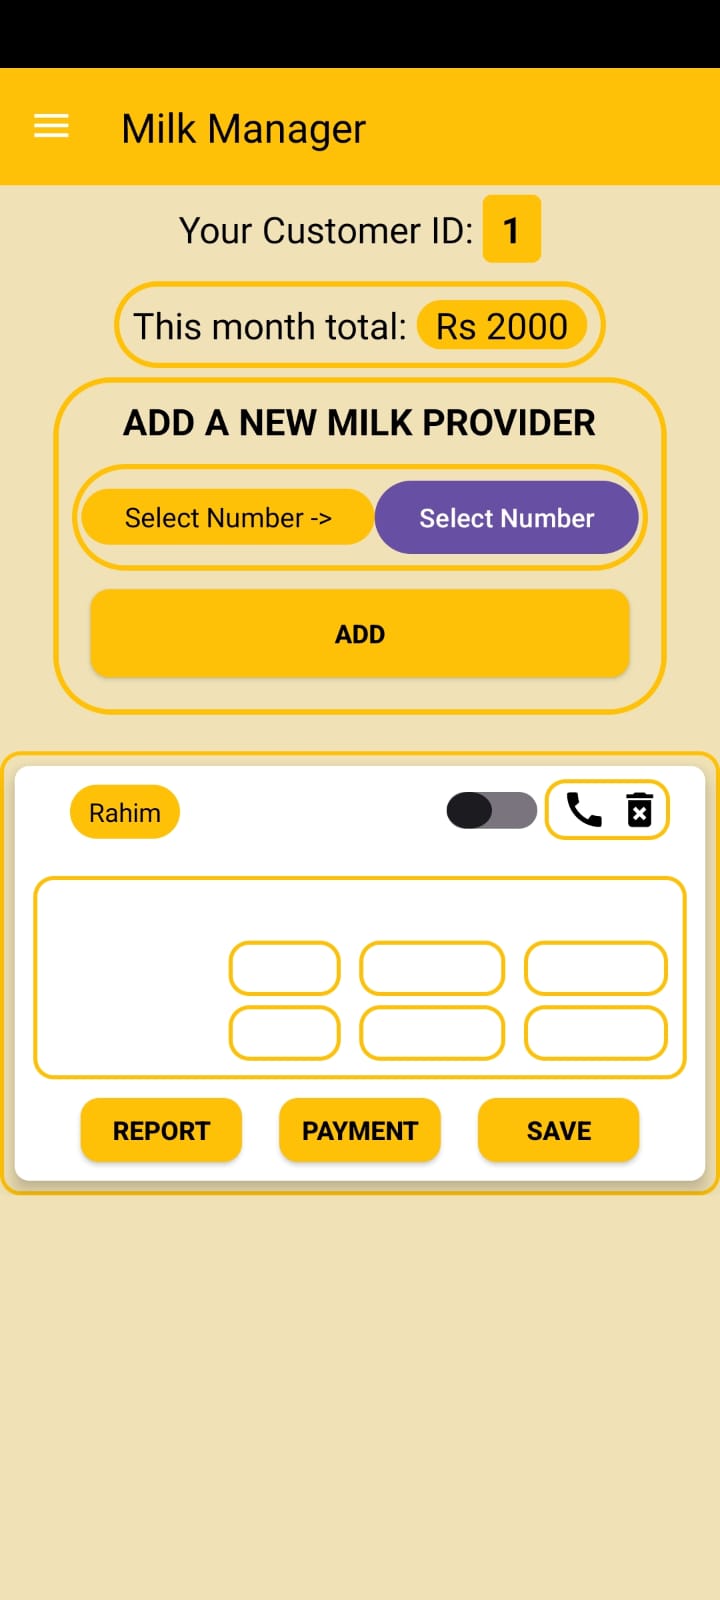 Milk Manager
Your Customer ID: 1
This month total: Rs 2000
ADD A NEW MILK PROVIDER
Select Number -> Select Number
ADD
Rahim
REPORT PAYMENT SAVE